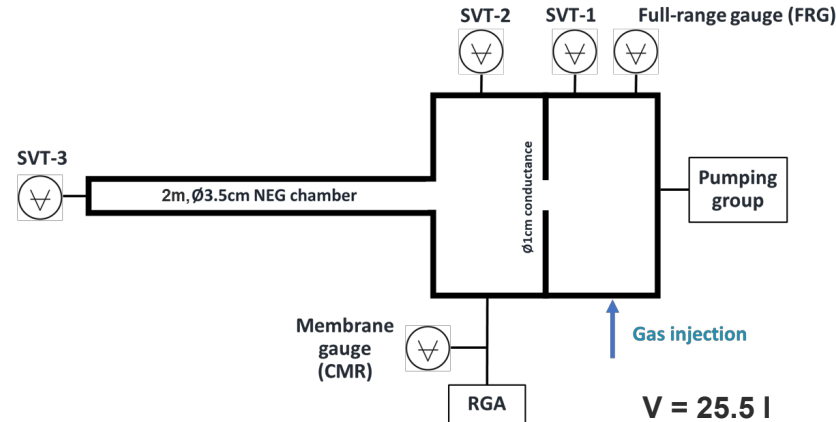 SVT-2
SVT-1
Full-range gauge (FRG)
SVT-3
2m, Ø3.5cm NEG chamber
Ø1cm conductance
Pumping
group
Membrane
gauge
(CMR)
Gas injection
RGA
V = 25.5 l